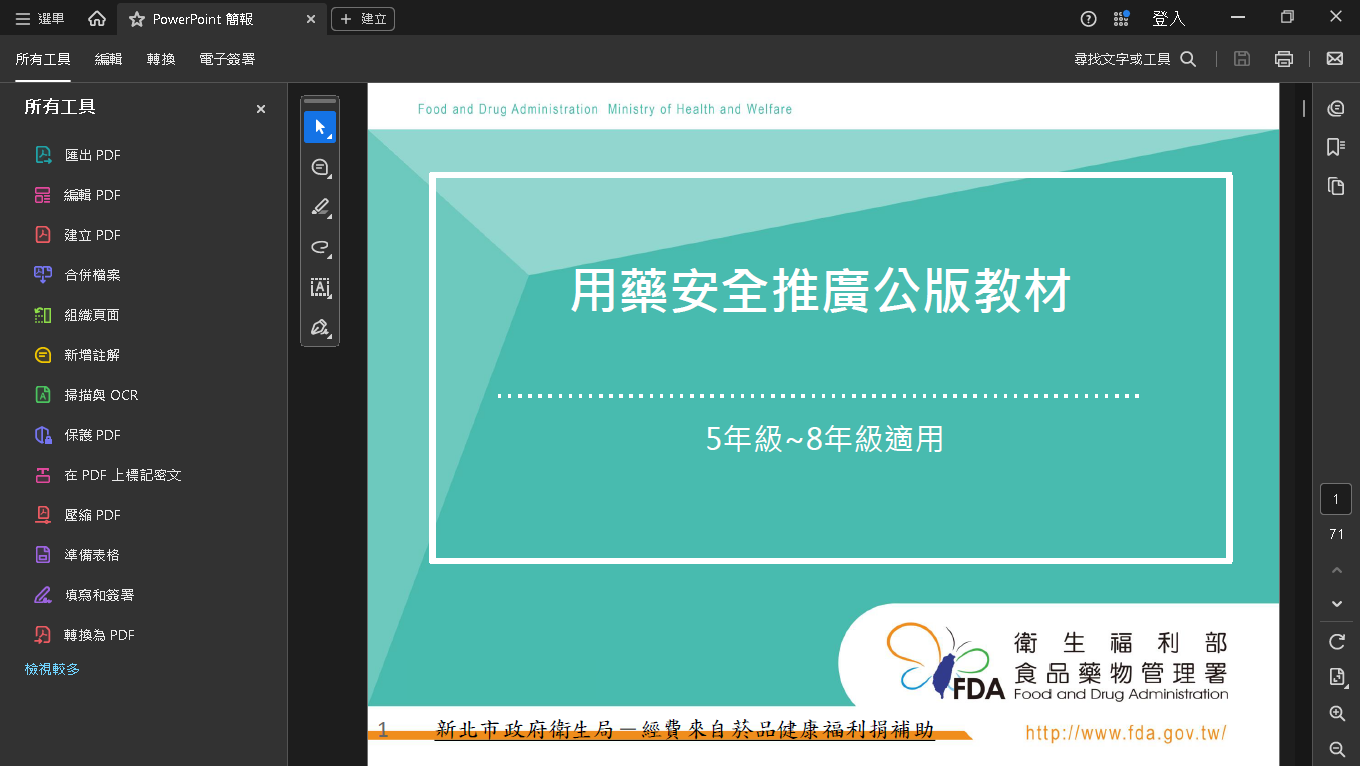 選單
PowerPoint 簡報
建立
登入
所有工具
編輯
轉換
電子簽署
尋找文字或工具
所有工具
匯出 PDF
編輯 PDF
建立 PDF
合併檔案
組織頁面
新增註解
掃描與 OCR
保護 PDF
在 PDF 上標記密文
壓縮 PDF
準備表格
填寫和簽署
轉換為 PDF
檢視較多
Food and Drug Administration Ministry of Health and Welfare
用藥安全推廣公版教材
5年級~8年級適用
FDA
衛生福利部
食品藥物管理署
Food and Drug Administration
1
新北市政府衛生局－經費來自菸品健康福利捐補助
http://www.fda.gov.tw/
1
71